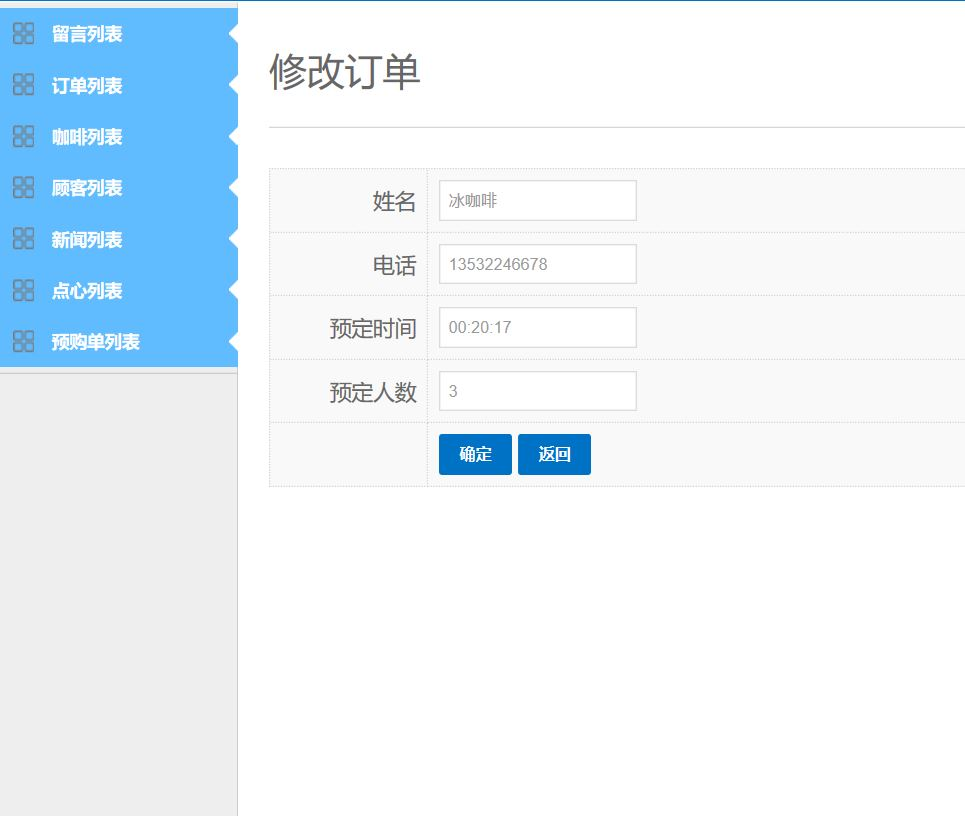 留言列表
订单列表
咖啡列表
顾客列表
新闻列表
点心列表
预购单列表
修改订单
姓名 冰咖啡
电话 13532246678
预定时间 00:20:17
预定人数 3
确定 返回